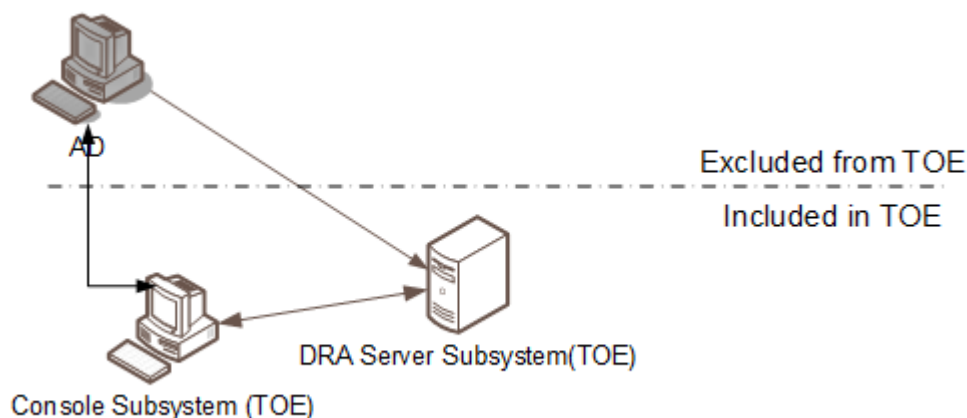 AD
Excluded from TOE
Included in TOE
DRA Server Subsystem(TOE)
Console Subsystem (TOE)